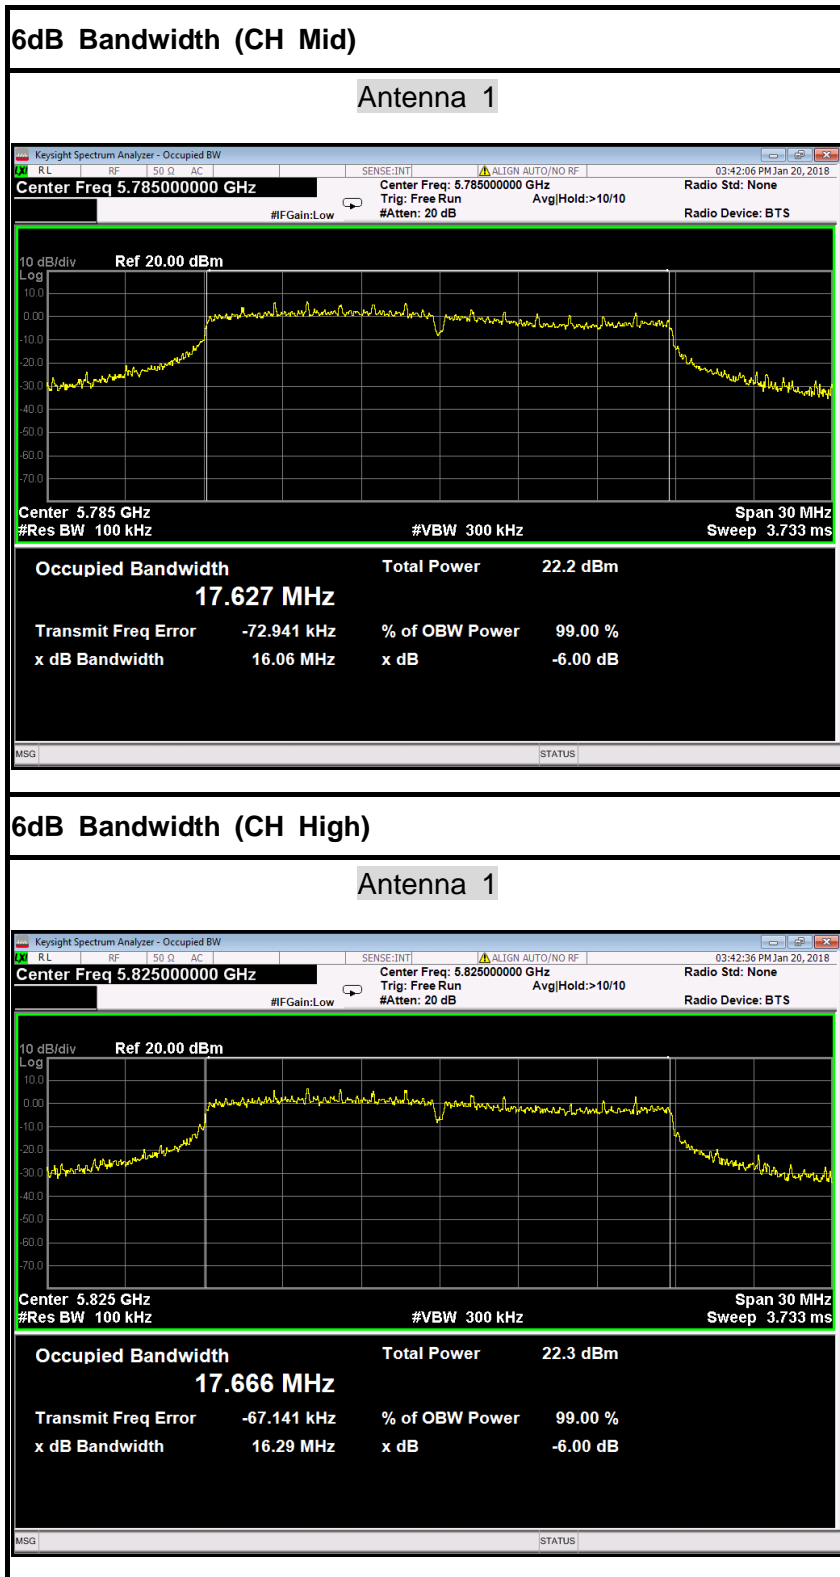 6dB Bandwidth (CH Mid)
Antenna 1
Keysight Spectrum Analyzer - Occupied BW
LXI RL RF 50 Ω AC SENSE:INT ALIGN AUTO/NO RF 03:42:06 PM Jan 20, 2018
Center Freq 5.785000000 GHz Center Freq: 5.785000000 GHz Radio Std: None
Trig: Free Run Avg|Hold:>10/10
#IFGain:Low #Atten: 20 dB Radio Device: BTS
10 dB/div Ref 20.00 dBm
Log
10.0
0.00
-10.0
-20.0
-30.0
-40.0
-50.0
-60.0
-70.0
Center 5.785 GHz Span 30 MHz
#Res BW 100 kHz #VBW 300 kHz Sweep 3.733 ms
Occupied Bandwidth Total Power 22.2 dBm
17.627 MHz
Transmit Freq Error -72.941 kHz % of OBW Power 99.00 %
x dB Bandwidth 16.06 MHz x dB -6.00 dB
MSG STATUS
6dB Bandwidth (CH High)
Antenna 1
Keysight Spectrum Analyzer - Occupied BW
LXI RL RF 50 Ω AC SENSE:INT ALIGN AUTO/NO RF 03:42:36 PM Jan 20, 2018
Center Freq 5.825000000 GHz Center Freq: 5.825000000 GHz Radio Std: None
Trig: Free Run Avg|Hold:>10/10
#IFGain:Low #Atten: 20 dB Radio Device: BTS
10 dB/div Ref 20.00 dBm
Log
10.0
0.00
-10.0
-20.0
-30.0
-40.0
-50.0
-60.0
-70.0
Center 5.825 GHz Span 30 MHz
#Res BW 100 kHz #VBW 300 kHz Sweep 3.733 ms
Occupied Bandwidth Total Power 22.3 dBm
17.666 MHz
Transmit Freq Error -67.141 kHz % of OBW Power 99.00 %
x dB Bandwidth 16.29 MHz x dB -6.00 dB
MSG STATUS